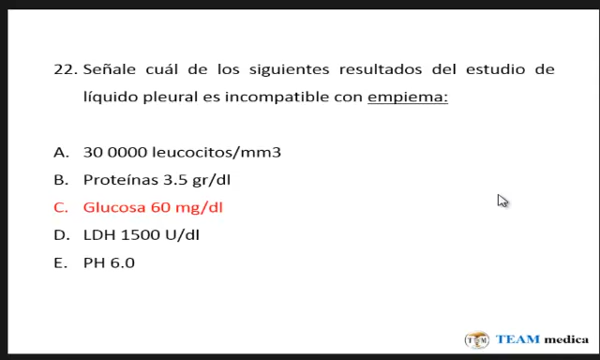 22. Señale cuál de los siguientes resultados del estudio de
líquido pleural es incompatible con empiema:
A. 30 0000 leucocitos/mm3
B. Proteínas 3.5 gr/dl
C. Glucosa 60 mg/dl
D. LDH 1500 U/dl
E. PH 6.0
TEAM medica